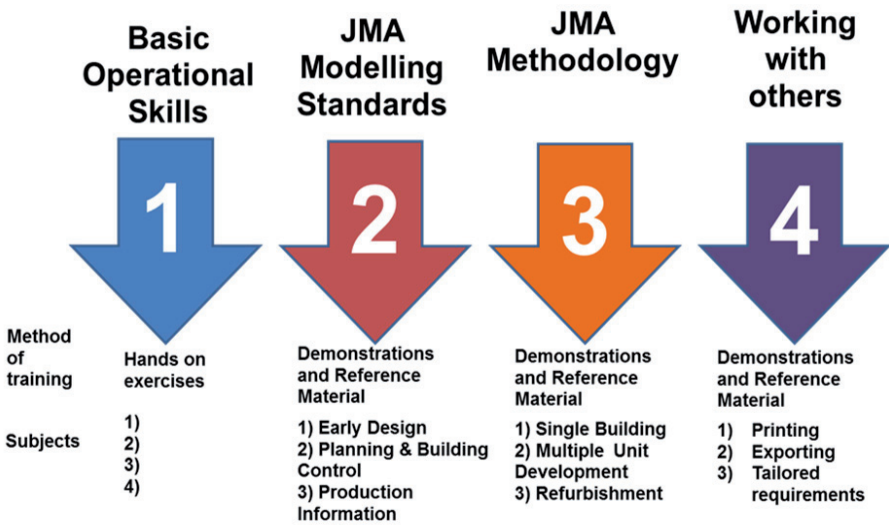 Basic
Operational
Skills
JMA
Modelling
Standards
JMA
Methodology
Working
with
others
1
2
3
4
Method
of
training
Hands on
exercises
Demonstrations
and Reference
Material
Demonstrations
and Reference
Material
Demonstrations
and Reference
Material
Subjects
1)
2)
3)
4)
1) Early Design
2) Planning & Building
Control
3) Production
Information
1) Single Building
2) Multiple Unit
Development
3) Refurbishment
1) Printing
2) Exporting
3) Tailored
requirements